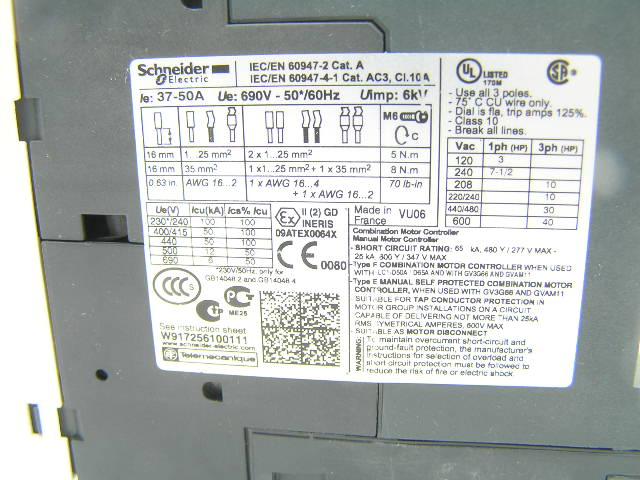 Schneider Electric
IEC/EN 60947-2 Cat. A
IEC/EN 60947-4-1 Cat. AC3, Cl.10A
Ie: 37-50A Ue: 690V - 50*/60Hz Uimp: 6kV
M6
C
16 mm 1...25 mm² 2 x 1...25 mm² 5 N.m
16 mm 35 mm² 1 x1...25 mm² + 1 x 35 mm² 8 N.m
0.63 in. AWG 16...2 1 x AWG 16...4 70 lb-in
+ 1 x AWG 16...2
Ue(V) Icu(kA) Ics% Icu
230*/240 100 100
400/415 50 100
440 50 100
500 10 50
690 6 50
*230V/50Hz, only for
GB14048.2 and GB14048.4
Ex II (2) GD
INERIS
09ATEX0064X
CE 0080
Made in
France
VU06
CCC
PCT
TP
ME25
See instruction sheet
W917256100111
www.schneider-electric.com
Telemecanique
UL LISTED
170M
SA
- Use all 3 poles.
- 75°C CU wire only.
- Dial is fla, trip amps 125%.
- Class 10
- Break all lines.
Vac 1ph (HP) 3ph (HP)
120 3
240 7-1/2
208 10
220/240 10
440/480 30
600 40
Combination Motor Controller
Manual Motor Controller
- SHORT CIRCUIT RATING: 65 kA, 480 Y / 277 V MAX -
25 kA, 600 Y / 347 V MAX
-Type F COMBINATION MOTOR CONTROLLER WHEN USED
WITH LC1-D50A / D65A AND WITH GV3G66 AND GVAM11
-Type E MANUAL SELF PROTECTED COMBINATION MOTOR
CONTROLLER, WHEN USED WITH GV3G66 AND GVAM11
- SUITABLE FOR TAP CONDUCTOR PROTECTION IN
MOTOR GROUP INSTALLATIONS ON A CIRCUIT
CAPABLE OF DELIVERING NOT MORE THAN 25kA
RMS SYMETRICAL AMPERES, 600V MAX
- SUITABLE AS MOTOR DISCONNECT
WARNING: To maintain overcurrent short-circuit and
ground-fault protection, the manufacturer's
instructions for selection of overload and
short circuit protection must be followed to
reduce the risk of fire or electric shock.